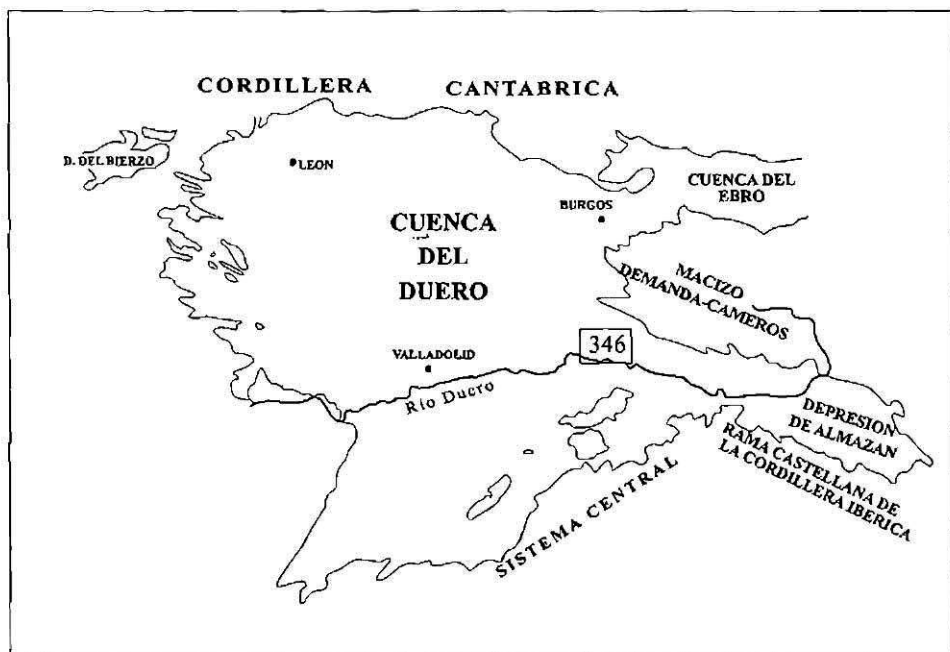 CORDILLERA CANTABRICA
D. DEL BIERZO
LEON
CUENCA DEL
EBRO
BURGOS
CUENCA
DEL
DUERO
MACIZO
DEMANDA-CAMEROS
346
VALLADOLID
Río Duero
DEPRESION
DE ALMAZAN
RAMA CASTELLANA DE
LA CORDILLERA IBERICA
SISTEMA CENTRAL